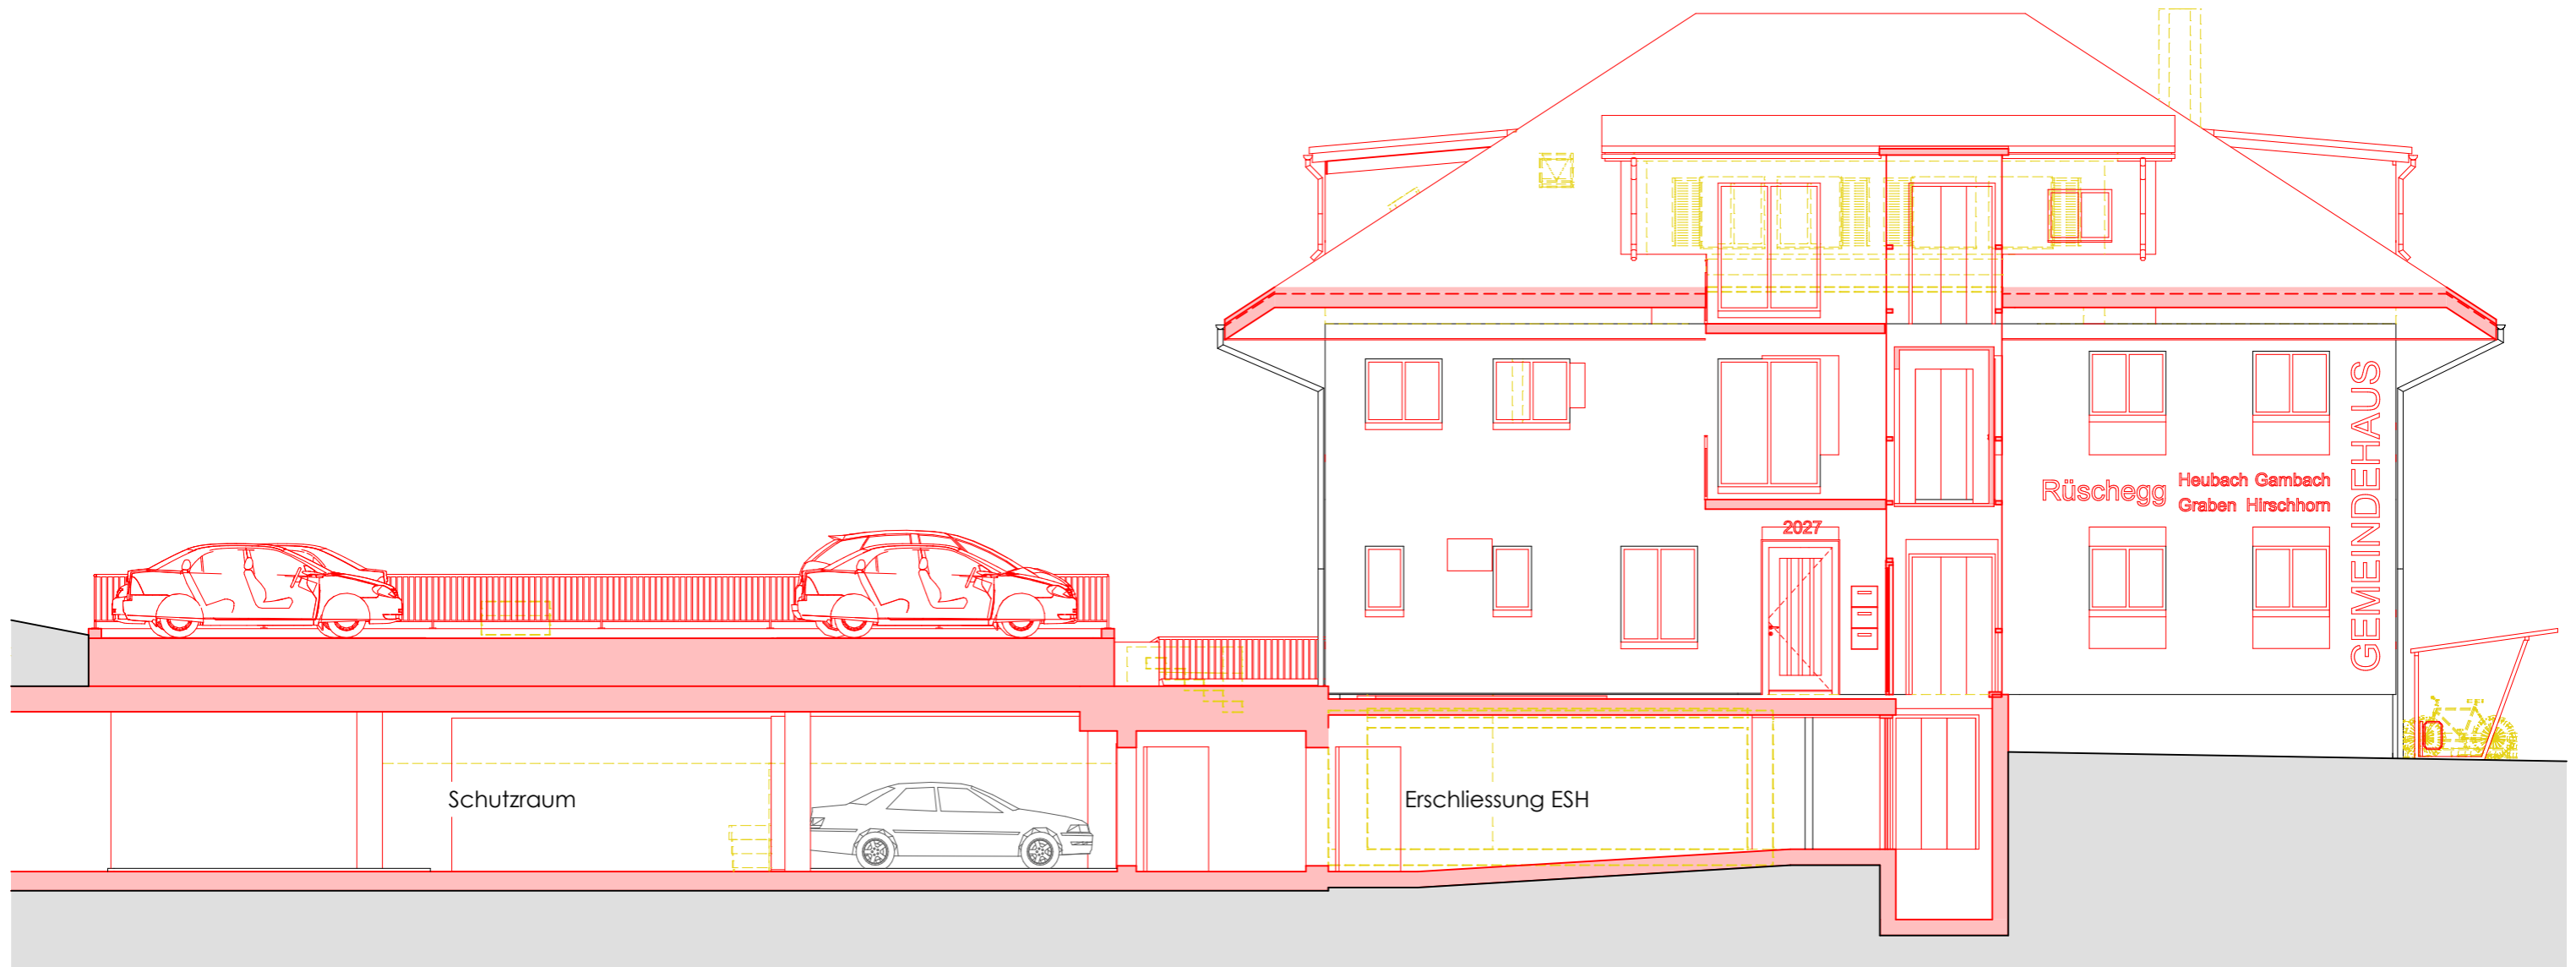 GEMEINDEHAUS
Rüschegg
Heubach Gambach
Graben Hirschhorn
2027
Schutzraum
Erschliessung ESH